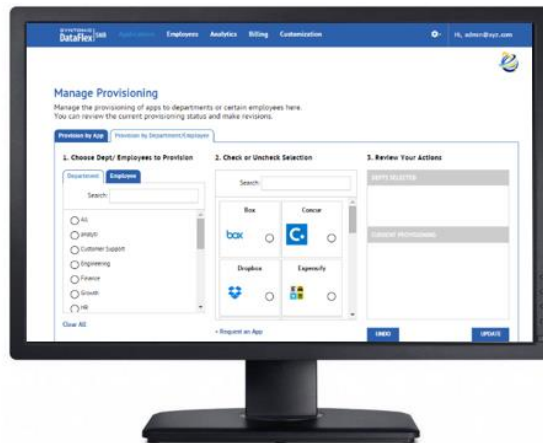 SYNTONIC
DataFlex SMB
Applications Employees Analytics Billing Customization
Hi, admin@xyz.com
Manage Provisioning
Manage the provisioning of apps to departments or certain employees here.
You can review the current provisioning status and make revisions.
Provision by App Provision by Department/Employee
1. Choose Dept/ Employees to Provision
Department Employee
Search:
All
analyti
Customer Support
Engineering
Finance
Growth
HR
Clear All
2. Check or Uncheck Selection
Search:
Box Concur
box
Dropbox Expensify
+ Request an App
3. Review Your Actions
DEPTS SELECTED
CURRENT PROVISIONING
UNDO UPDATE